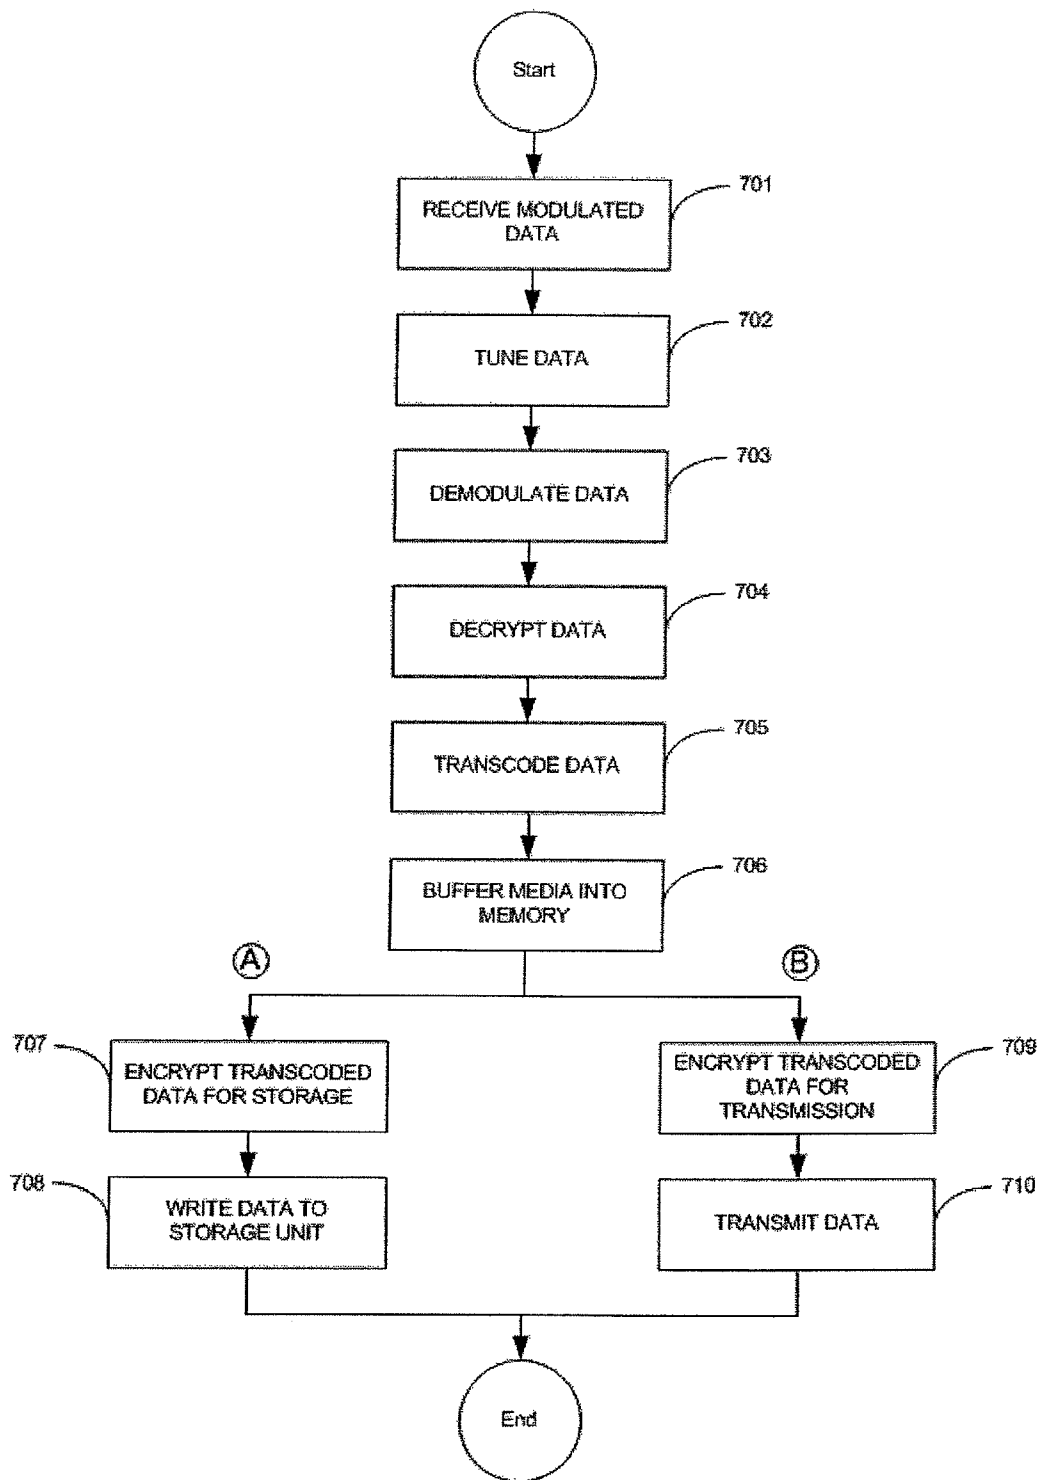 Start
701
RECEIVE MODULATED
DATA
702
TUNE DATA
703
DEMODULATE DATA
704
DECRYPT DATA
705
TRANSCODE DATA
706
BUFFER MEDIA INTO
MEMORY
A
B
707
ENCRYPT TRANSCODED
DATA FOR STORAGE
709
ENCRYPT TRANSCODED
DATA FOR
TRANSMISSION
708
WRITE DATA TO
STORAGE UNIT
710
TRANSMIT DATA
End